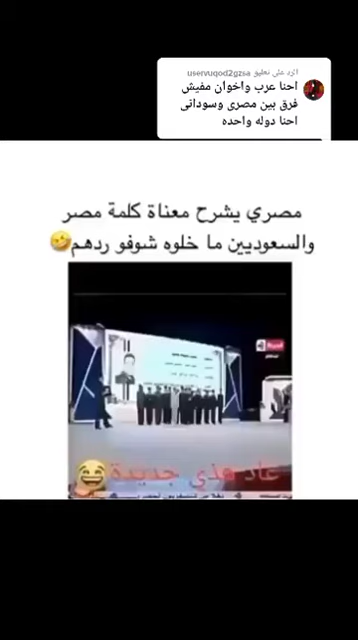 الرد على تعليق uservuqod2gzsa
احنا عرب واخوان مفيش
فرق بين مصرى وسودانى
احنا دوله واحده
مصري يشرح معناة كلمة مصر
والسعوديين ما خلوه شوفو ردهم🤣
عاد هذي جديدة😂